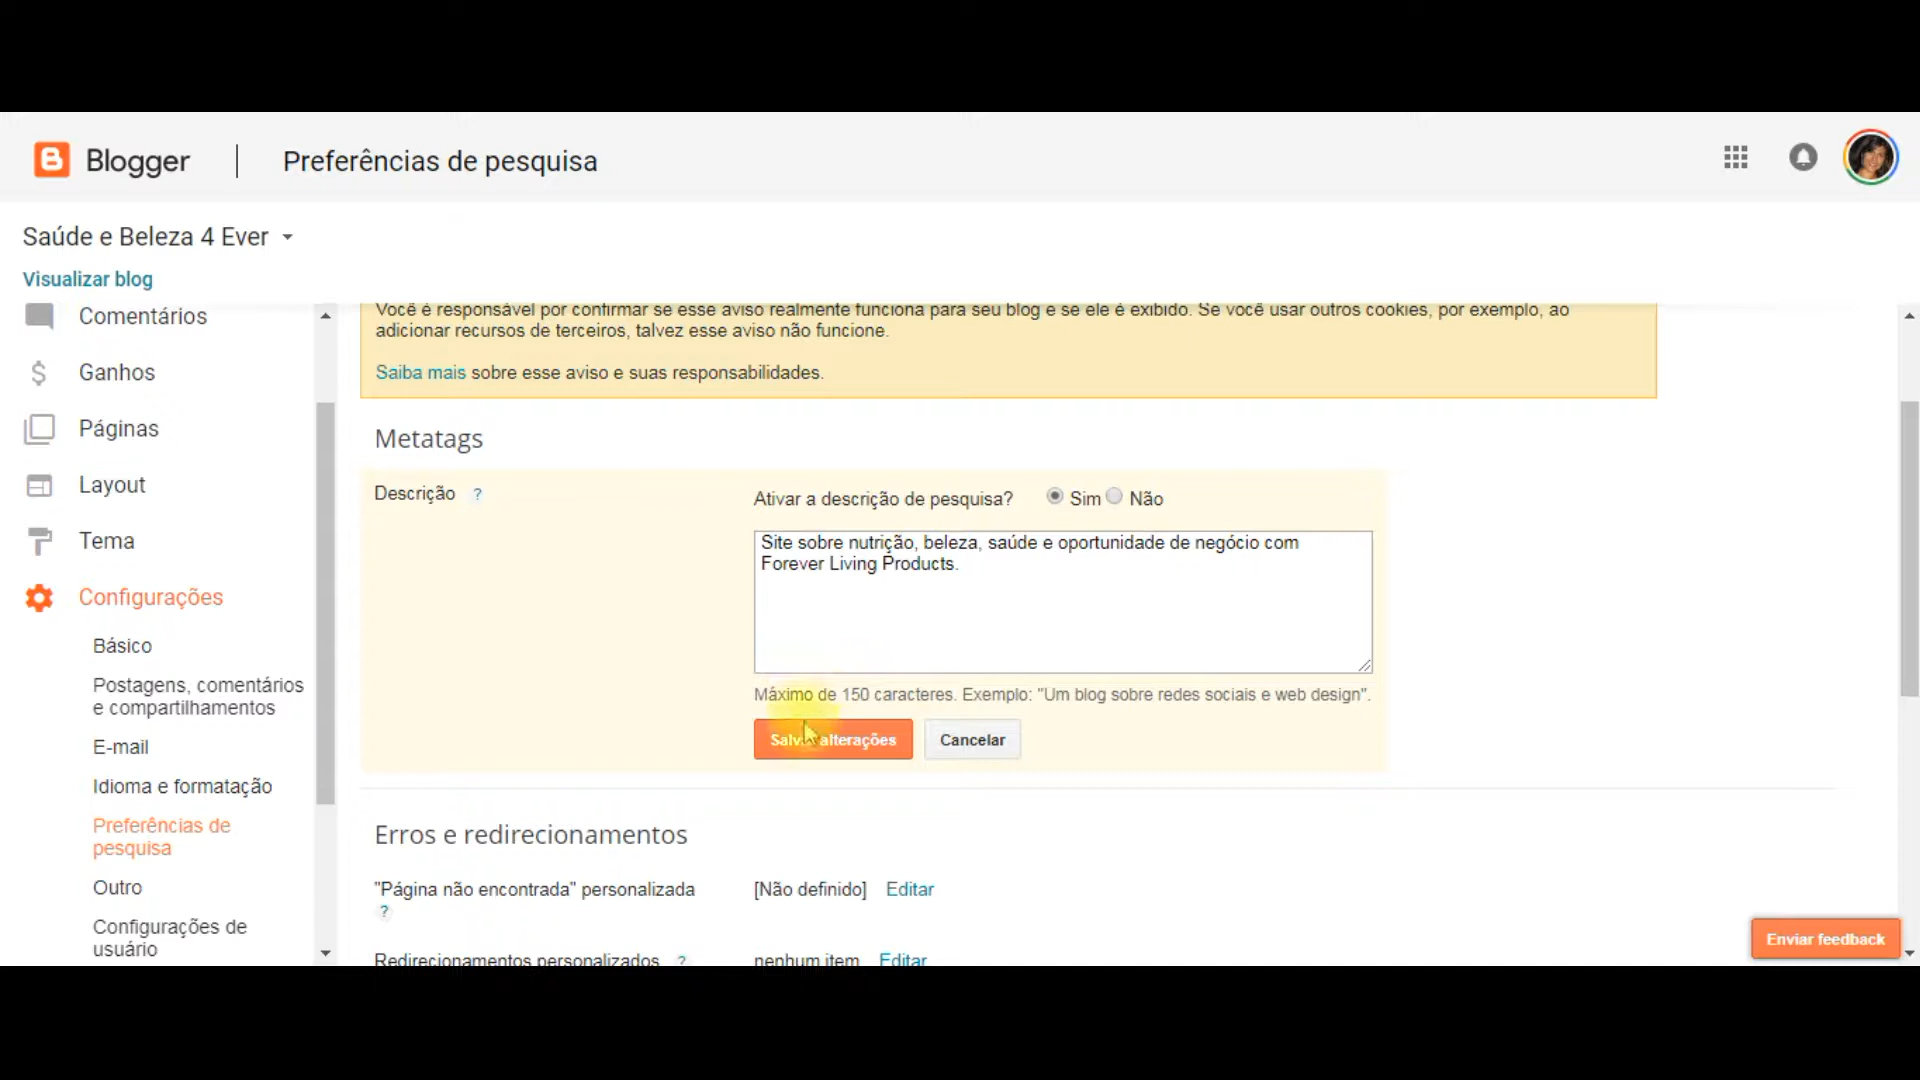 Blogger
Preferências de pesquisa
Saúde e Beleza 4 Ever
Visualizar blog
Comentários
Ganhos
Páginas
Layout
Tema
Configurações
Básico
Postagens, comentários
e compartilhamentos
E-mail
Idioma e formatação
Preferências de
pesquisa
Outro
Configurações de
usuário
Você é responsável por confirmar se esse aviso realmente funciona para seu blog e se ele é exibido. Se você usar outros cookies, por exemplo, ao
adicionar recursos de terceiros, talvez esse aviso não funcione.
Saiba mais sobre esse aviso e suas responsabilidades.
Metatags
Descrição ?
Ativar a descrição de pesquisa? Sim Não
Site sobre nutrição, beleza, saúde e oportunidade de negócio com
Forever Living Products.
Máximo de 150 caracteres. Exemplo: "Um blog sobre redes sociais e web design".
Salvar alterações Cancelar
Erros e redirecionamentos
"Página não encontrada" personalizada [Não definido] Editar
?
Redirecionamentos personalizados ? nenhum item Editar
Enviar feedback